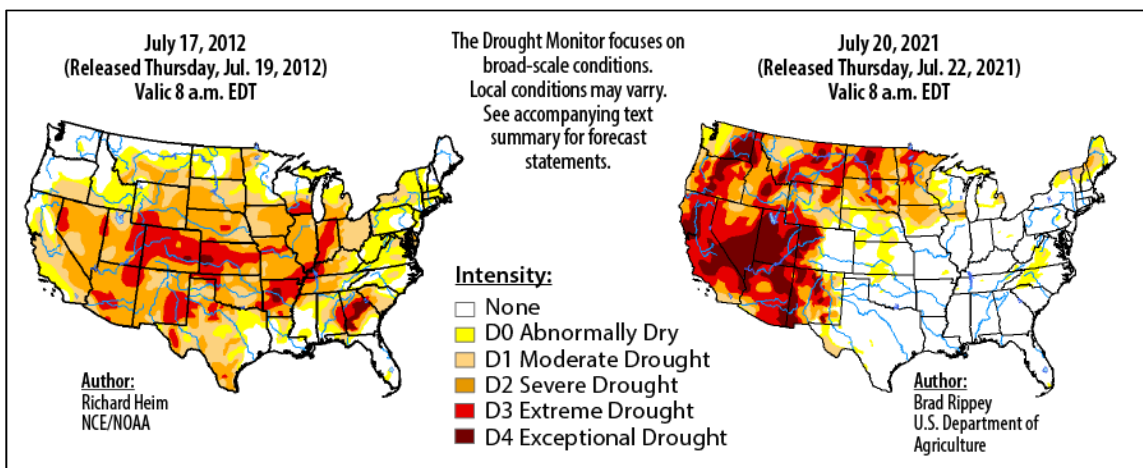 July 17, 2012
(Released Thursday, Jul. 19, 2012)
Valic 8 a.m. EDT
The Drought Monitor focuses on
broad-scale conditions.
Local conditions may varry.
See accompanying text
summary for forecast
statements.
July 20, 2021
(Released Thursday, Jul. 22, 2021)
Valic 8 a.m. EDT
Intensity:
None
D0 Abnormally Dry
D1 Moderate Drought
D2 Severe Drought
D3 Extreme Drought
D4 Exceptional Drought
Author:
Richard Heim
NCE/NOAA
Author:
Brad Rippey
U.S. Department of
Agriculture